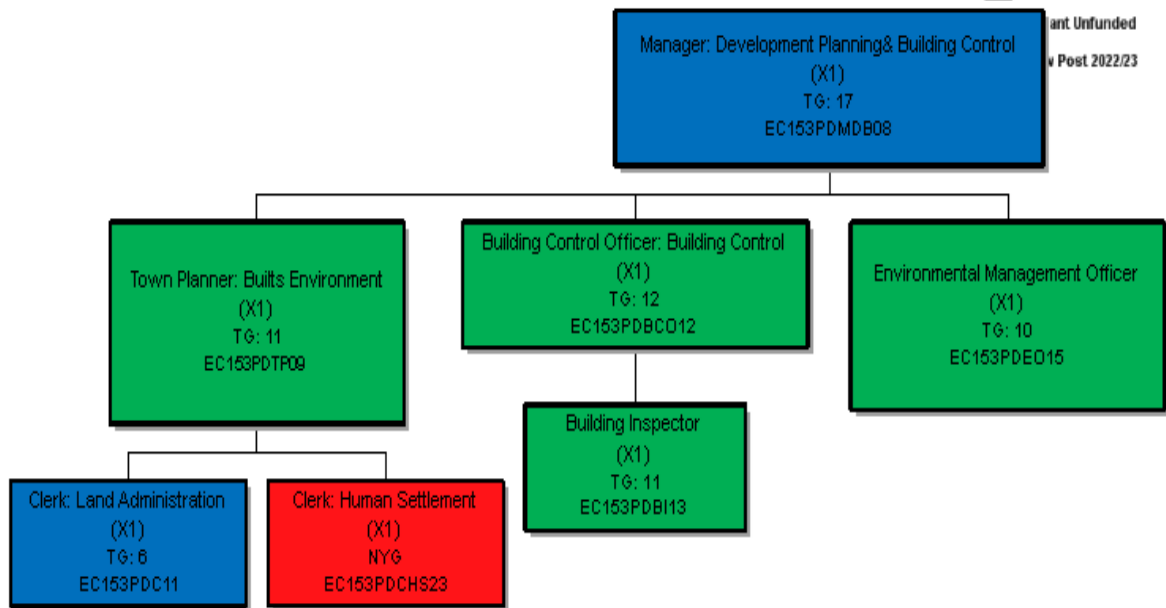 ant Unfunded
Post 2022/23
Manager: Development Planning& Building Control
(X1)
TG: 17
EC153PDMDB08
Town Planner: Builts Environment
(X1)
TG: 11
EC153PDTP09
Building Control Officer: Building Control
(X1)
TG: 12
EC153PDBCO12
Environmental Management Officer
(X1)
TG: 10
EC153PDEO15
Building Inspector
(X1)
TG: 11
EC153PDBI13
Clerk: Land Administration
(X1)
TG: 6
EC153PDC11
Clerk: Human Settlement
(X1)
NYG
EC153PDCHS23